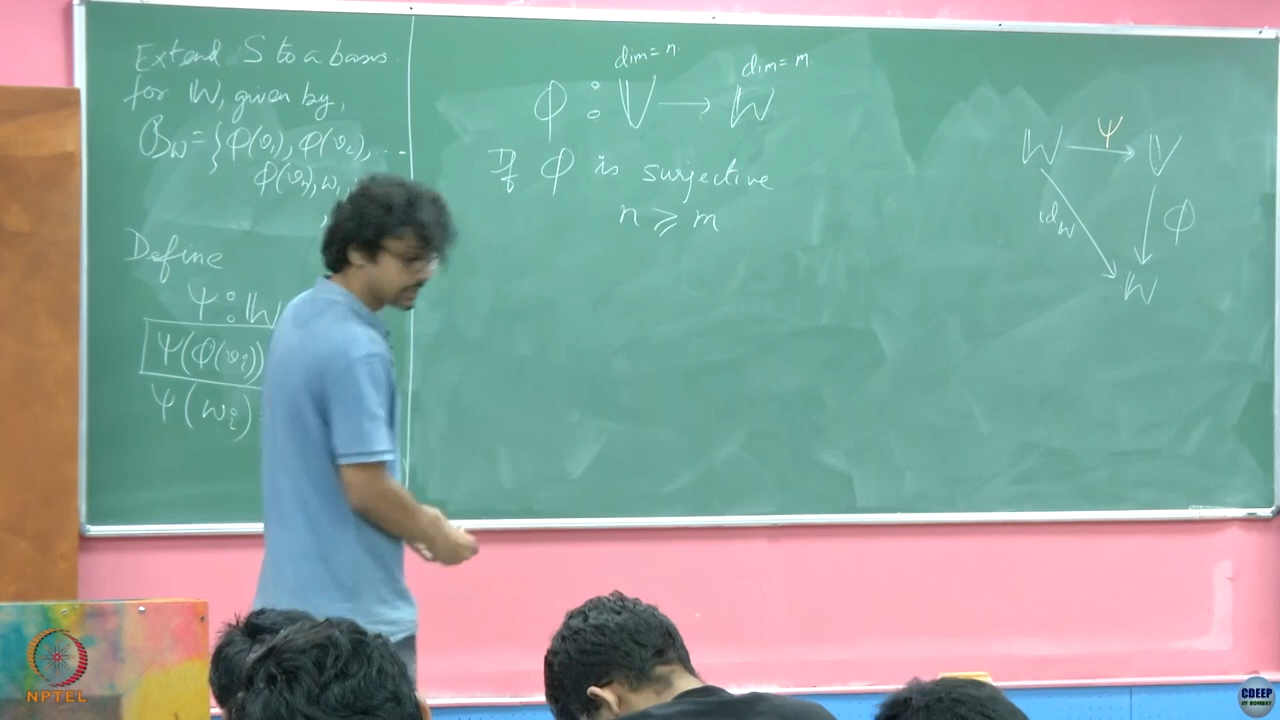 Extend S to a basis
for W, given by,
B_W = { φ(v₁), φ(v₂), ...
φ(vₙ), w₁
Define
Ψ : W
Ψ(φ(vᵢ))
Ψ(wᵢ) =
dim = n. dim = m.
φ : V → W
If φ is surjective
n ⩾ m
W Ψ V
id_W φ
W
NPTEL
CDEEP
IIT BOMBAY